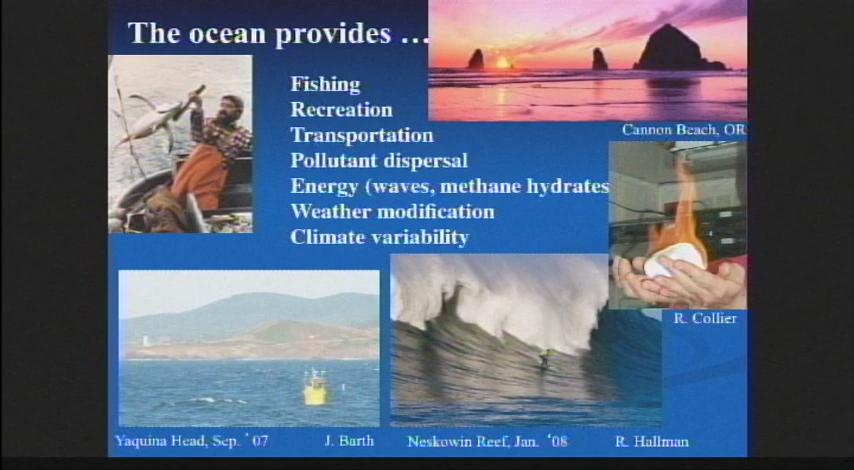 The ocean provides …
Fishing
Recreation
Transportation
Pollutant dispersal
Energy (waves, methane hydrates
Weather modification
Climate variability
Cannon Beach, OR
R. Collier
Yaquina Head, Sep. '07
J. Barth
Neskowin Reef, Jan. '08
R. Hallman